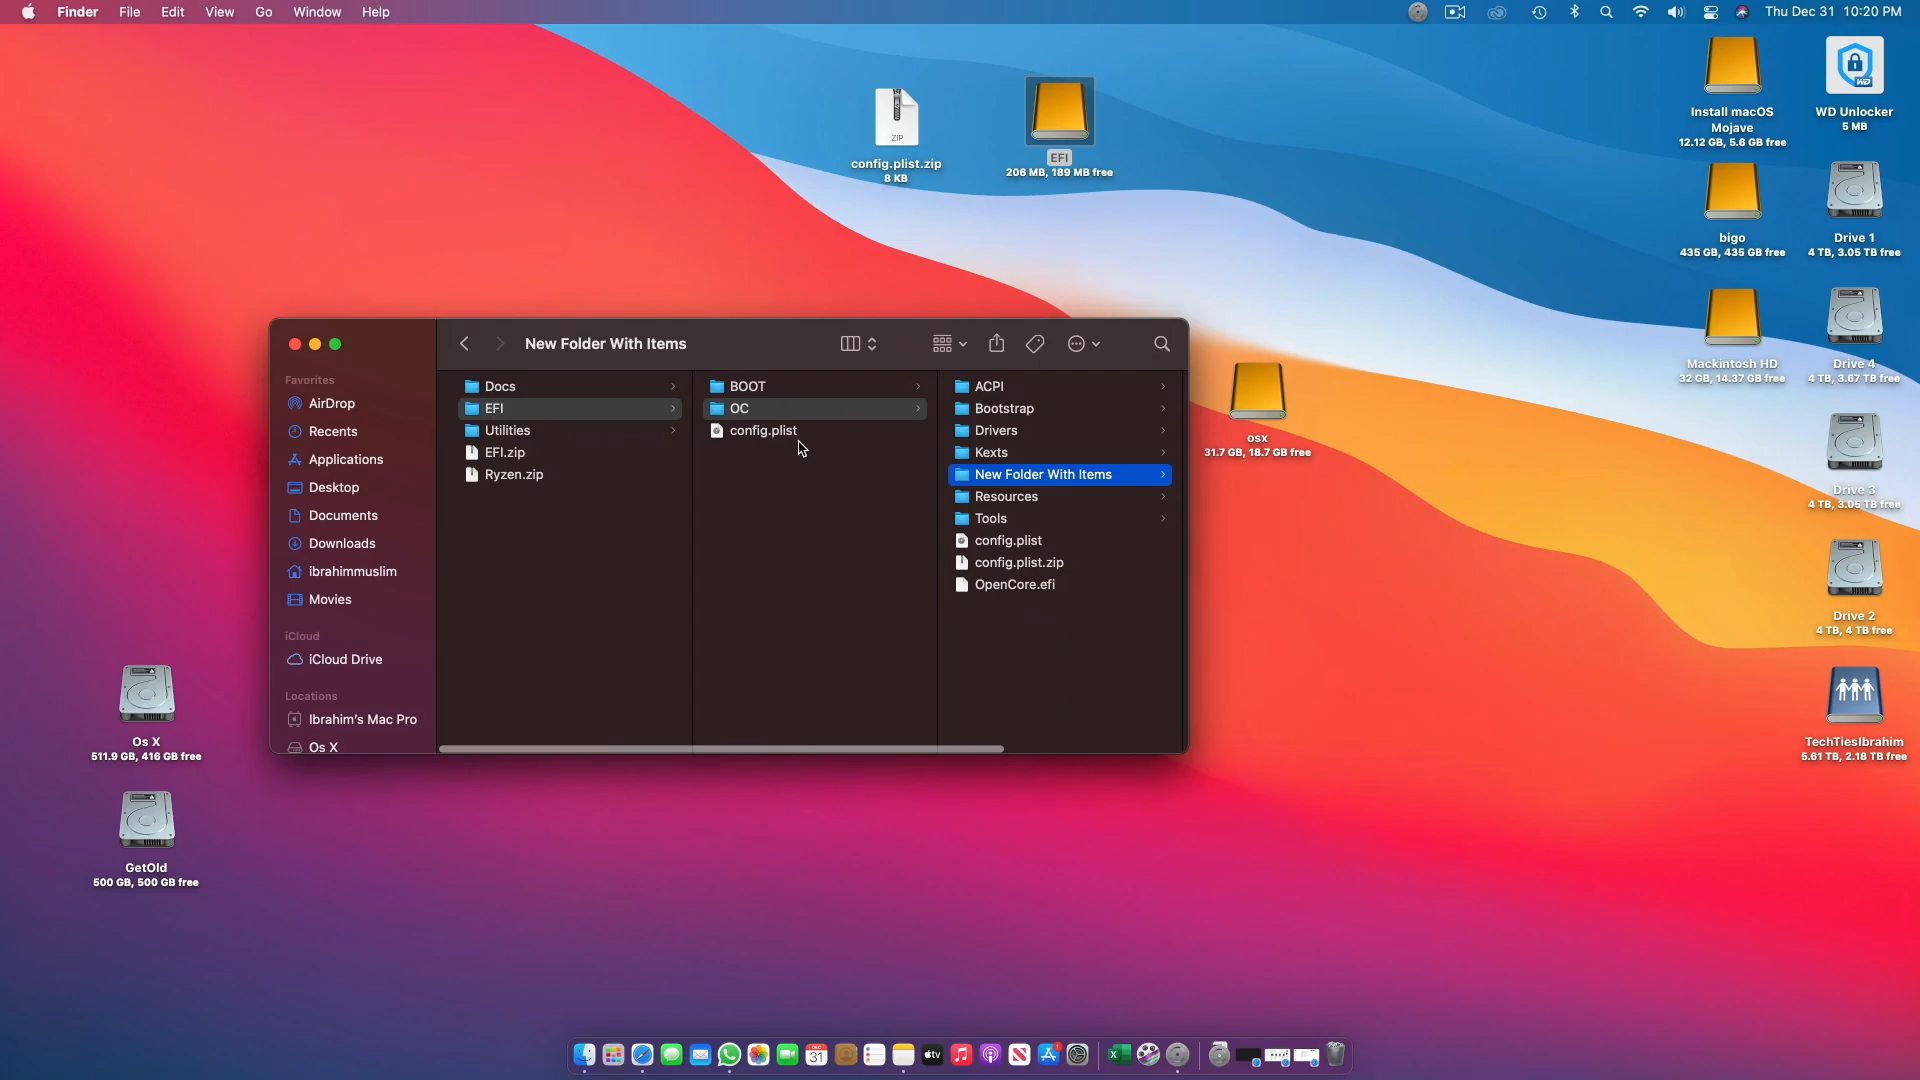 Finder File Edit View Go Window Help
Thu Dec 31 10:20 PM
ZIP
config.plist.zip
8 KB
EFI
206 MB, 189 MB free
Install macOS
Mojave
12.12 GB, 5.6 GB free
WD
WD Unlocker
5 MB
bigo
435 GB, 435 GB free
Drive 1
4 TB, 3.05 TB free
Mackintosh HD
32 GB, 14.37 GB free
Drive 4
4 TB, 3.67 TB free
osx
31.7 GB, 18.7 GB free
Drive 3
4 TB, 3.05 TB free
Drive 2
4 TB, 4 TB free
TechTiesIbrahim
5.61 TB, 2.18 TB free
Os X
511.9 GB, 416 GB free
GetOld
500 GB, 500 GB free
New Folder With Items
Favorites
AirDrop
Recents
Applications
Desktop
Documents
Downloads
ibrahimmuslim
Movies
iCloud
iCloud Drive
Locations
Ibrahim's Mac Pro
Os X
Docs
EFI
Utilities
EFI.zip
Ryzen.zip
BOOT
OC
config.plist
ACPI
Bootstrap
Drivers
Kexts
New Folder With Items
Resources
Tools
config.plist
config.plist.zip
OpenCore.efi
DEC
31
tv
X